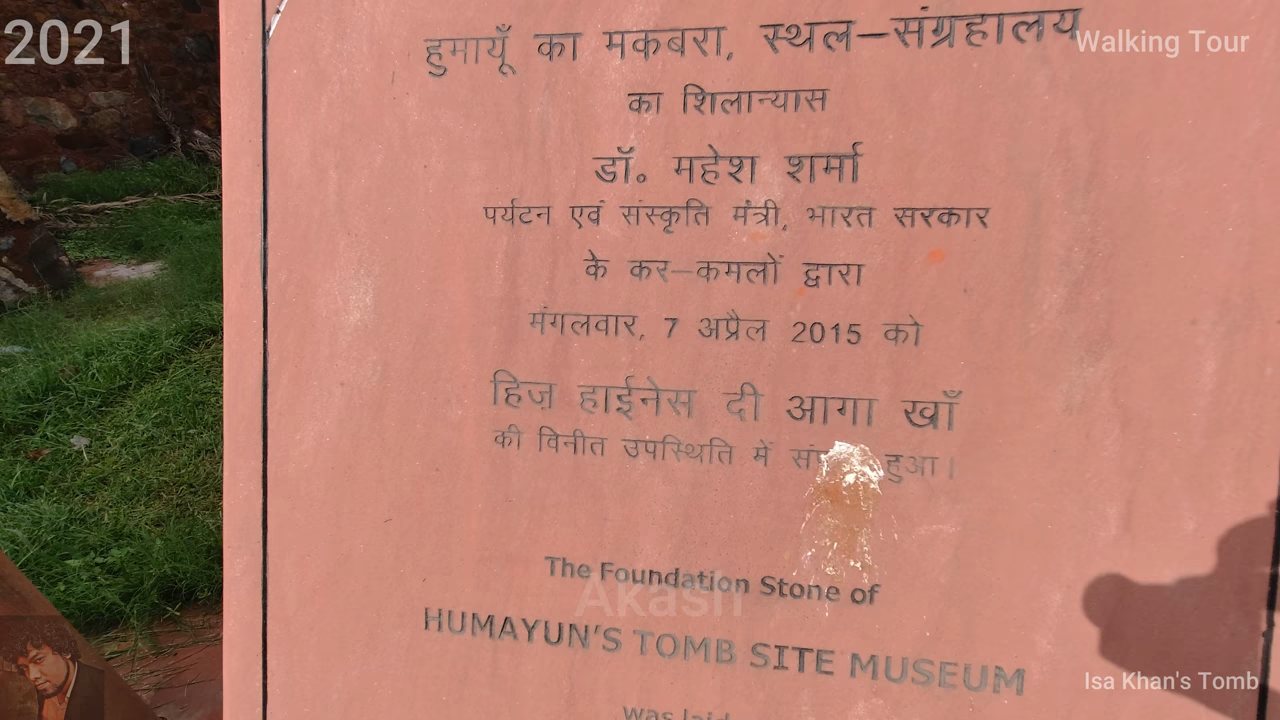 2021
Walking Tour
हुमायूँ का मकबरा, स्थल–संग्रहालय
का शिलान्यास
डॉ. महेश शर्मा
पर्यटन एवं संस्कृति मंत्री, भारत सरकार
के कर–कमलों द्वारा
मंगलवार, 7 अप्रैल 2015 को
हिज़ हाईनेस दी आगा खाँ
की विनीत उपस्थिति में हुआ।
The Foundation Stone of
Akash
HUMAYUN'S TOMB SITE MUSEUM
Isa Khan's Tomb
was laid